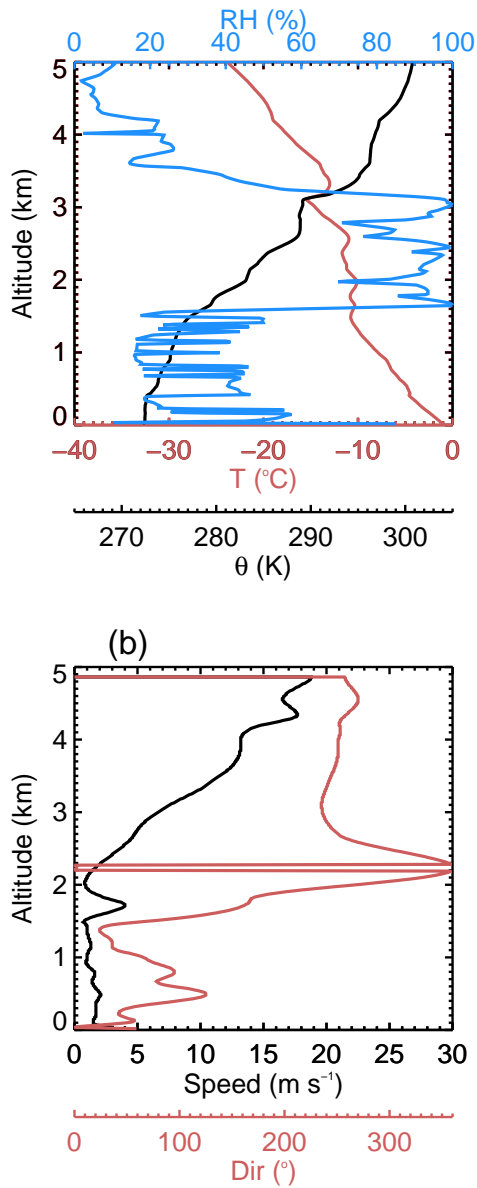 RH (%)
0 20 40 60 80 100
5
4
3
2
1
0
Altitude (km)
−40 −30 −20 −10 0
T (°C)
270 280 290 300
θ (K)
(b)
5
4
3
2
1
0
Altitude (km)
0 5 10 15 20 25 30
Speed (m s⁻¹)
0 100 200 300
Dir (°)